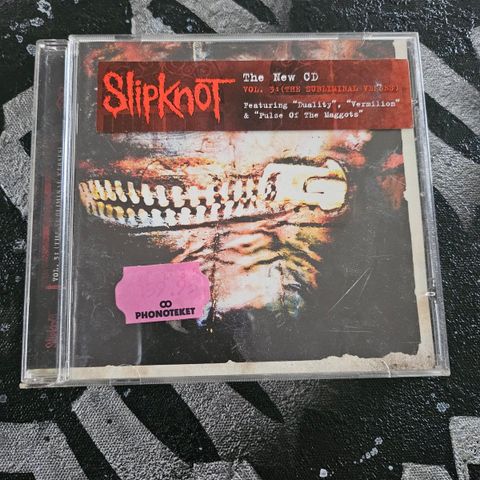 SLIPKNOT
The New CD
VOL. 3:(THE SUBLIMINAL VERSES)
Featuring "Duality", "Vermilion"
& "Pulse Of The Maggots"
PHONOTEKET